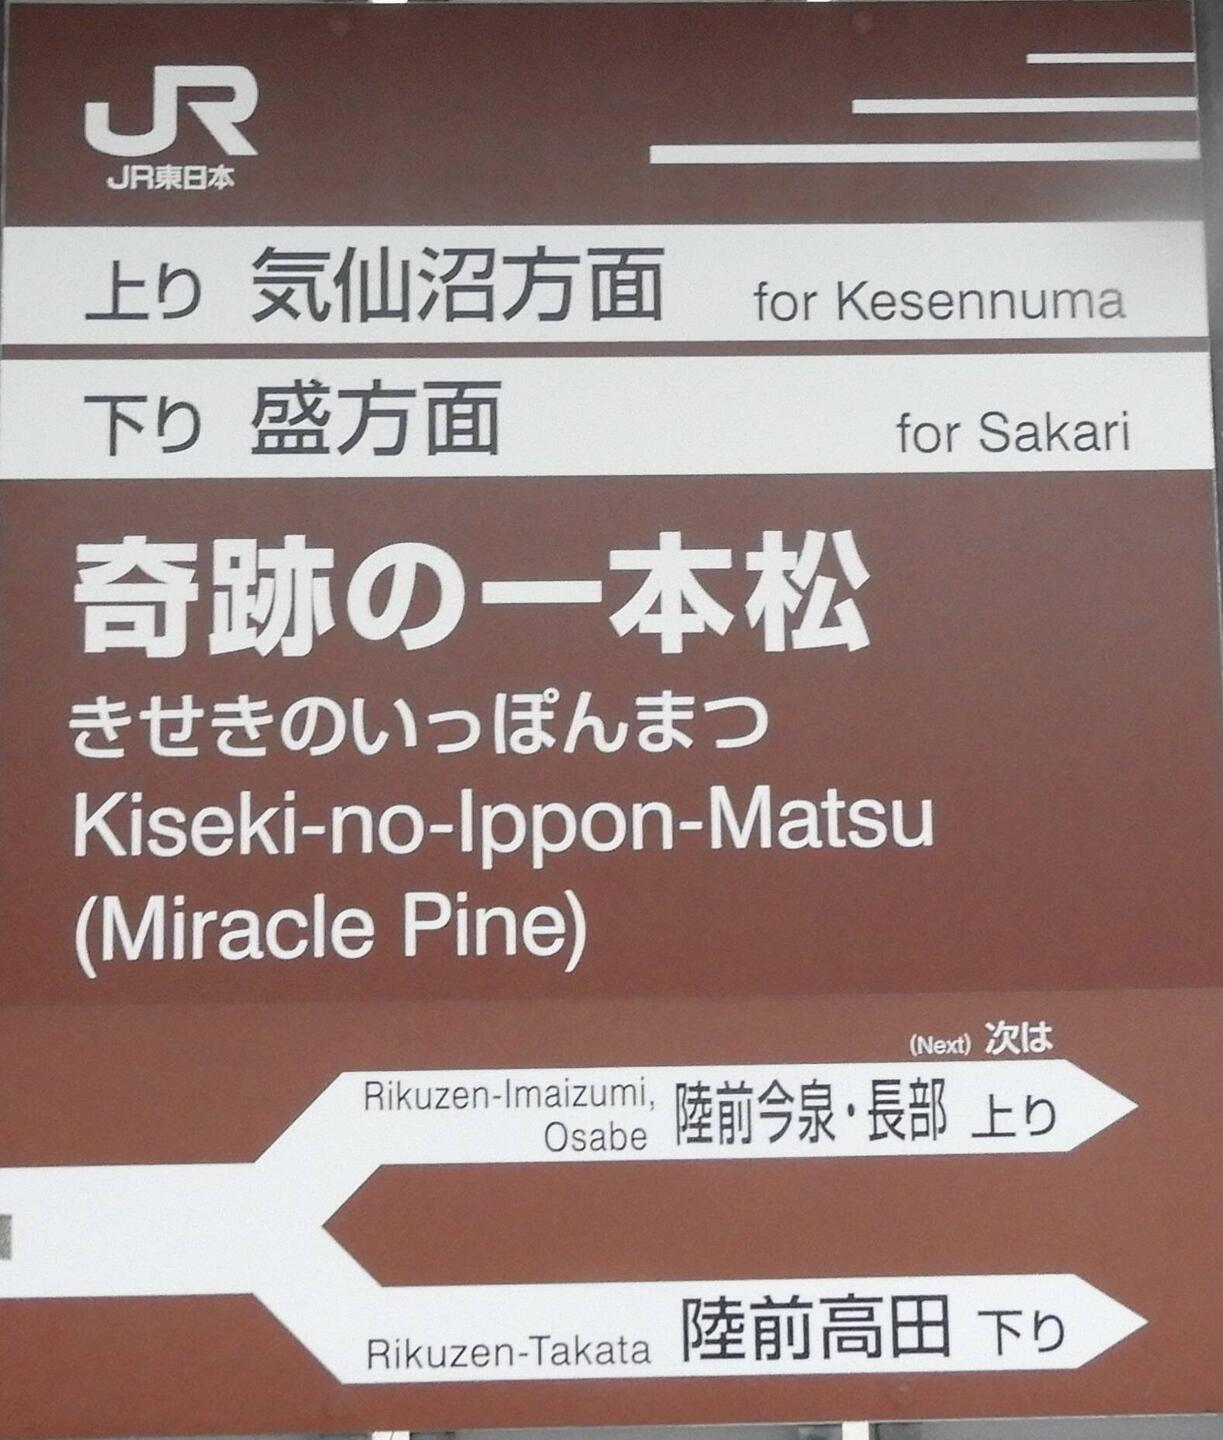 JR
JR東日本
上り 気仙沼方面 for Kesennuma
下り 盛方面 for Sakari
奇跡の一本松
きせきのいっぽんまつ
Kiseki-no-Ippon-Matsu
(Miracle Pine)
(Next) 次は
Rikuzen-Imaizumi, 陸前今泉・長部 上り
Osabe
Rikuzen-Takata 陸前高田 下り